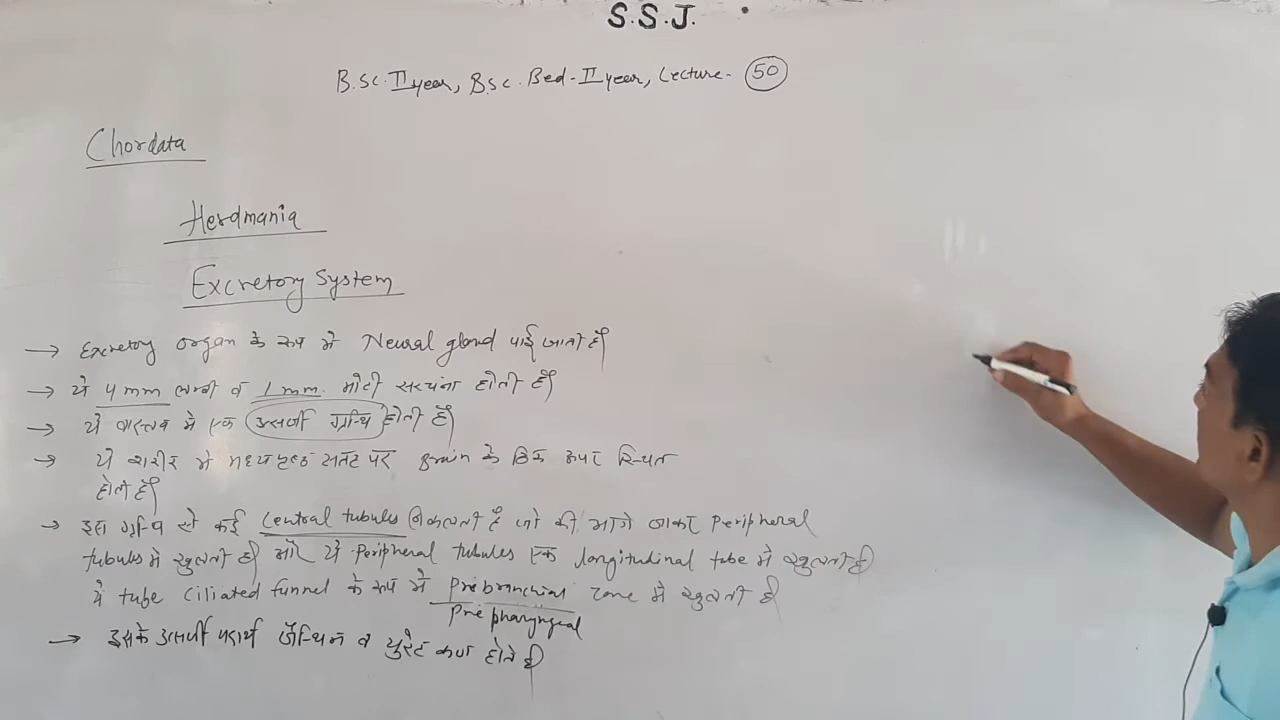 S.S.J.
B.Sc. II year, B.Sc. Bed - II year, Lecture - 50
Chordata
Herdmania
Excretory System
→ Excretory organ के रूप मे Neural gland पाई जाती है
→ ये 4 mm लम्बी व 1 mm. मोटी संरचना होती है
→ ये वास्तव मे एक उत्सर्जी ग्रन्थि होती है
→ ये शरीर मे मध्य पृष्ठ सतह पर Brain के ठिक ऊपर स्थित
होती है
→ इस ग्रन्थि से कई Central tubules निकलती है जो की आगे जाकर Peripheral
tubules मे खुलती है और ये Peripheral tubules एक longitudinal tube मे खुलती है
ये tube ciliated funnel के रूप मे Prebranchial zone मे खुलती है
Pre pharyngeal
→ इसके उत्सर्जी पदार्थ जैन्थिन व युरेट कण होते है